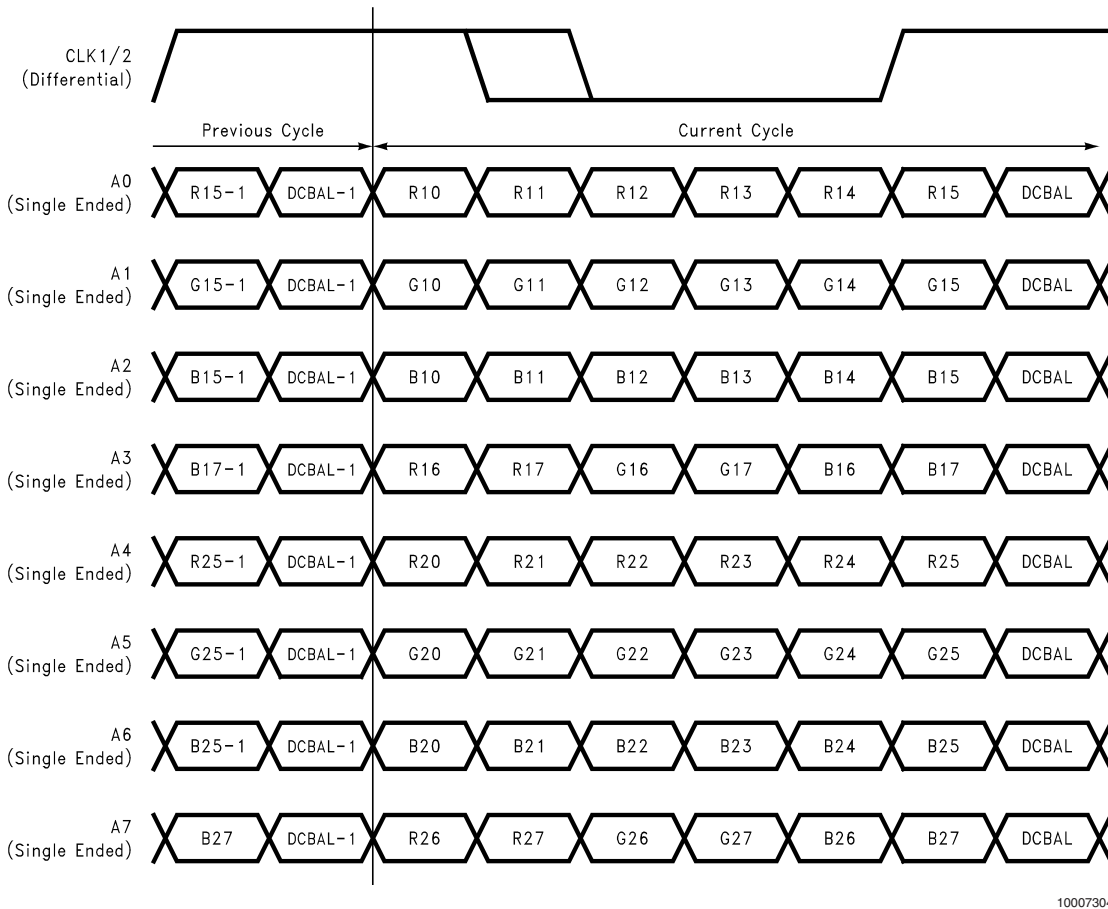 CLK1/2
(Differential)
Previous Cycle
Current Cycle
A0
(Single Ended)
R15-1 DCBAL-1 R10 R11 R12 R13 R14 R15 DCBAL
A1
(Single Ended)
G15-1 DCBAL-1 G10 G11 G12 G13 G14 G15 DCBAL
A2
(Single Ended)
B15-1 DCBAL-1 B10 B11 B12 B13 B14 B15 DCBAL
A3
(Single Ended)
B17-1 DCBAL-1 R16 R17 G16 G17 B16 B17 DCBAL
A4
(Single Ended)
R25-1 DCBAL-1 R20 R21 R22 R23 R24 R25 DCBAL
A5
(Single Ended)
G25-1 DCBAL-1 G20 G21 G22 G23 G24 G25 DCBAL
A6
(Single Ended)
B25-1 DCBAL-1 B20 B21 B22 B23 B24 B25 DCBAL
A7
(Single Ended)
B27 DCBAL-1 R26 R27 G26 G27 B26 B27 DCBAL
10007304